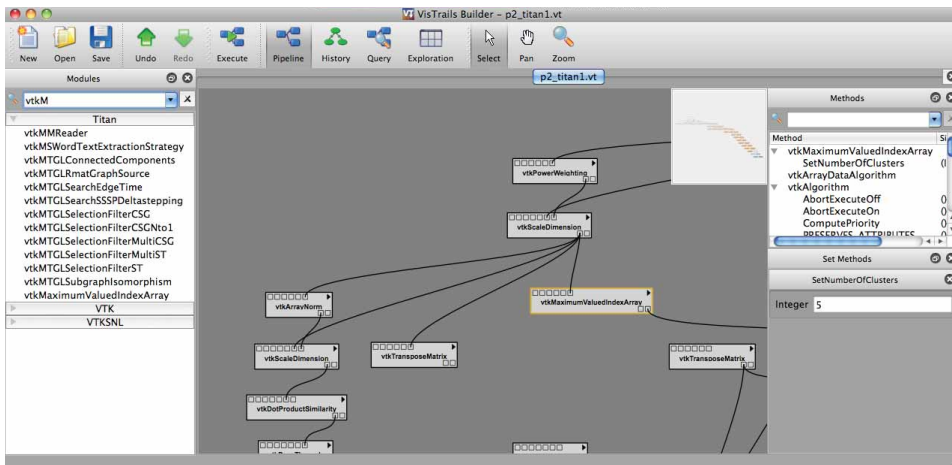 VisTrails Builder - p2_titan1.vt
New Open Save Undo Redo Execute Pipeline History Query Exploration Select Pan Zoom
p2_titan1.vt
Modules
vtkM
Titan
vtkMMReader
vtkMSWordTextExtractionStrategy
vtkMTGLConnectedComponents
vtkMTGLRmatGraphSource
vtkMTGLSearchEdgeTime
vtkMTGLSearchSSSPDeltastepping
vtkMTGLSelectionFilterCSG
vtkMTGLSelectionFilterCSGNto1
vtkMTGLSelectionFilterMultiCSG
vtkMTGLSelectionFilterMultiST
vtkMTGLSelectionFilterST
vtkMTGLSubgraphIsomorphism
vtkMaximumValuedIndexArray
VTK
VTKSNL
vtkPowerWeighting
vtkScaleDimension
vtkArrayNorm
vtkMaximumValuedIndexArray
vtkScaleDimension
vtkTransposeMatrix
vtkTransposeMatrix
vtkDotProductSimilarity
Methods
Method
vtkMaximumValuedIndexArray
SetNumberOfClusters
vtkArrayDataAlgorithm
vtkAlgorithm
AbortExecuteOff ()
AbortExecuteOn ()
ComputePriority ()
PRESERVES_ATTRIBUTES
Set Methods
SetNumberOfClusters
Integer 5